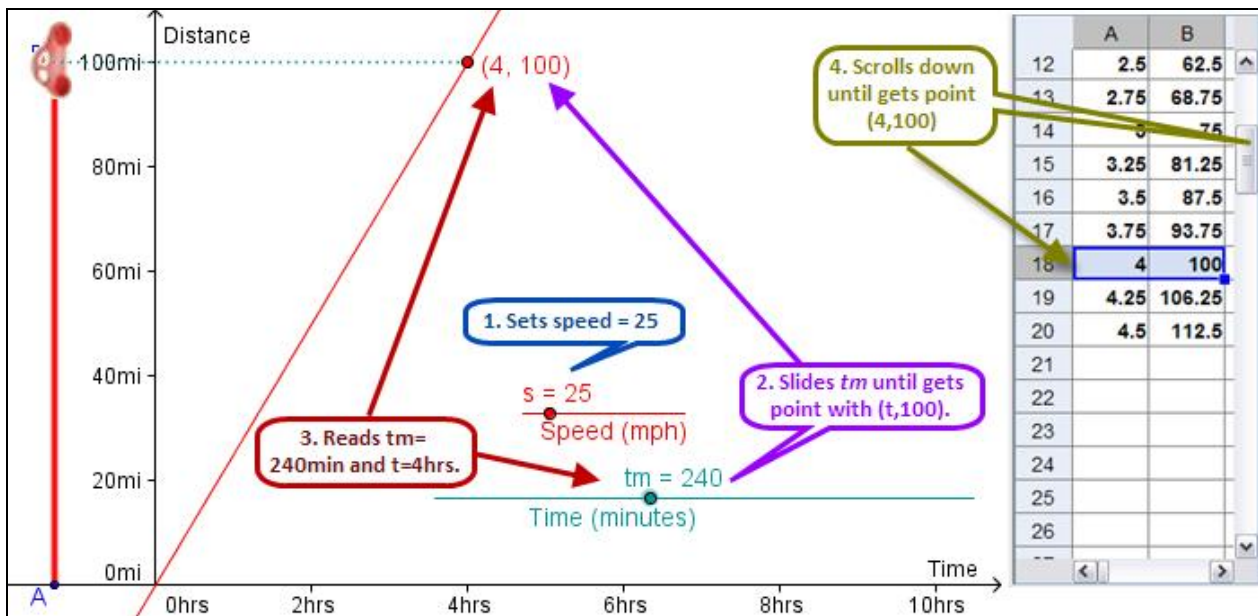 Distance
100mi
(4, 100)
80mi
60mi
40mi
20mi
0mi
A
0hrs
2hrs
4hrs
6hrs
8hrs
10hrs
Time
1. Sets speed = 25
s = 25
Speed (mph)
2. Slides tm until gets
point with (t,100).
3. Reads tm=
240min and t=4hrs.
tm = 240
Time (minutes)
4. Scrolls down
until gets point
(4,100)
A B
12 2.5 62.5
13 2.75 68.75
14 3 75
15 3.25 81.25
16 3.5 87.5
17 3.75 93.75
18 4 100
19 4.25 106.25
20 4.5 112.5
21
22
23
24
25
26